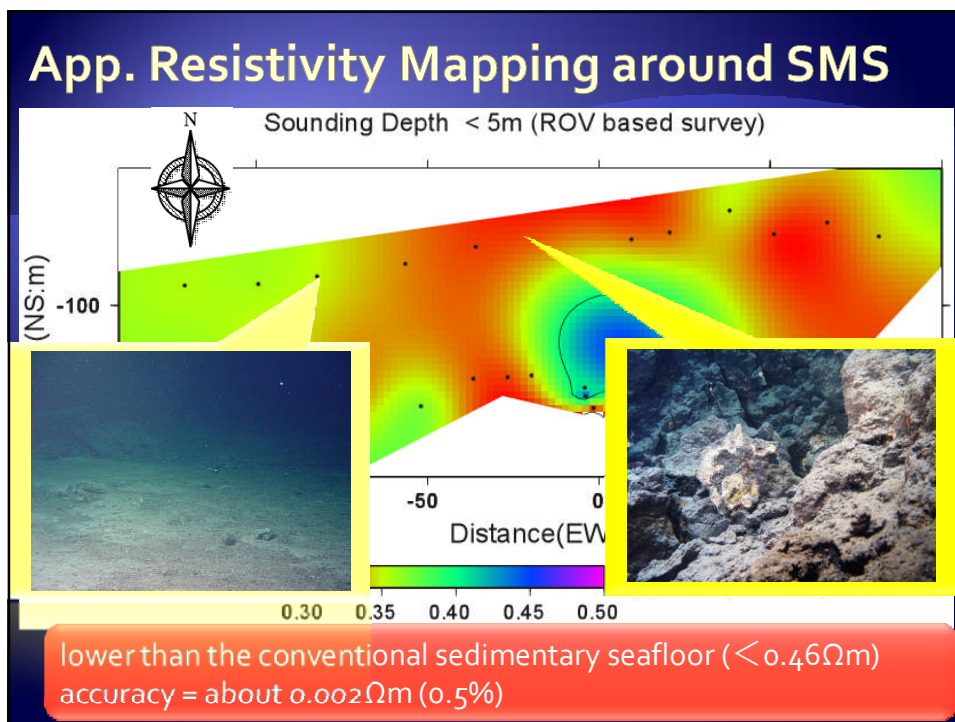 App. Resistivity Mapping around SMS
N
Sounding Depth < 5m (ROV based survey)
(NS:m)
-100
-50
0
Distance(EW
0.30 0.35 0.40 0.45 0.50
lower than the conventional sedimentary seafloor (＜0.46Ωm)
accuracy = about 0.002Ωm (0.5%)